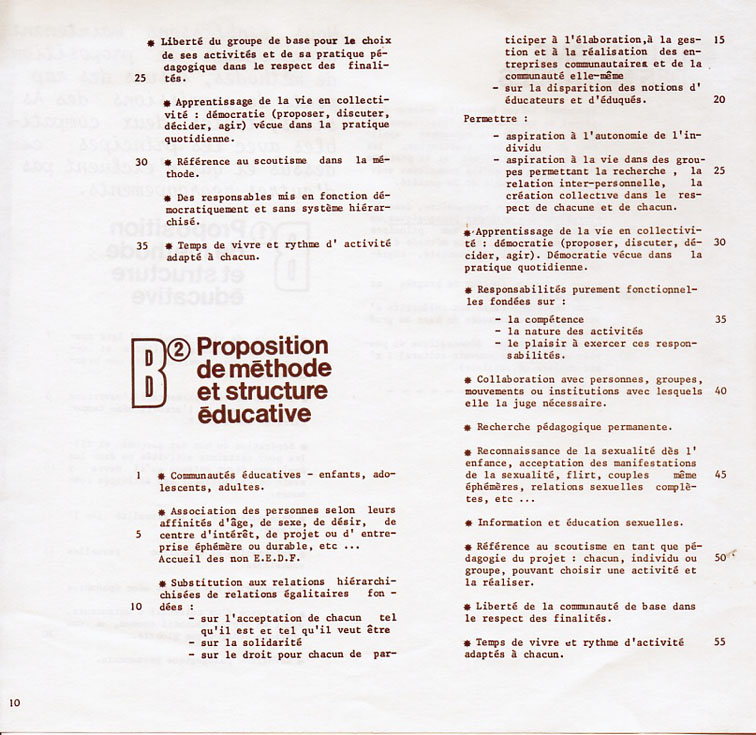 * Liberté du groupe de base pour le choix
de ses activités et de sa pratique pé-
dagogique dans le respect des finali-
25 tés.
* Apprentissage de la vie en collecti-
vité : démocratie (proposer, discuter,
décider, agir) vécue dans la pratique
quotidienne.
30 * Référence au scoutisme dans la mé-
thode.
* Des responsables mis en fonction dé-
mocratiquement et sans système hiérar-
chisé.
35 * Temps de vivre et rythme d' activité
adapté à chacun.
B② Proposition
de méthode
et structure
éducative
1 * Communautés éducatives - enfants, ado-
lescents, adultes.
* Association des personnes selon leurs
affinités d'âge, de sexe, de désir, de
5 centre d'intérêt, de projet ou d' entre-
prise éphémère ou durable, etc ...
Accueil des non E.E.D.F.
* Substitution aux relations hiérarchi-
chisées de relations égalitaires fon -
10 dées :
- sur l'acceptation de chacun tel
qu'il est et tel qu'il veut être
- sur la solidarité
- sur le droit pour chacun de par-
ticiper à l'élaboration,à la ges- 15
tion et à la réalisation des en-
treprises communautaires et de la
communauté elle-même
- sur la disparition des notions d'
éducateurs et d'éduqués. 20
Permettre :
- aspiration à l'autonomie de l'in-
dividu
- aspiration à la vie dans des grou-
pes permettant la recherche , la 25
relation inter-personnelle, la
création collective dans le res-
pect de chacune et de chacun.
* Apprentissage de la vie en collectivi-
té : démocratie (proposer, discuter, dé- 30
cider, agir). Démocratie vécue dans la
pratique quotidienne.
* Responsabilités purement fonctionnel-
les fondées sur :
- la compétence 35
- la nature des activités
- le plaisir à exercer ces respon-
sabilités.
* Collaboration avec personnes, groupes,
mouvements ou institutions avec lesquels 40
elle la juge nécessaire.
* Recherche pédagogique permanente.
* Reconnaissance de la sexualité dès l'
enfance, acceptation des manifestations
de la sexualité, flirt, couples même 45
éphémères, relations sexuelles complè-
tes, etc ...
* Information et éducation sexuelles.
* Référence au scoutisme en tant que pé-
dagogie du projet : chacun, individu ou 50
groupe, pouvant choisir une activité et
la réaliser.
* Liberté de la communauté de base dans
le respect des finalités.
* Temps de vivre et rythme d'activité 55
adaptés à chacun.
10